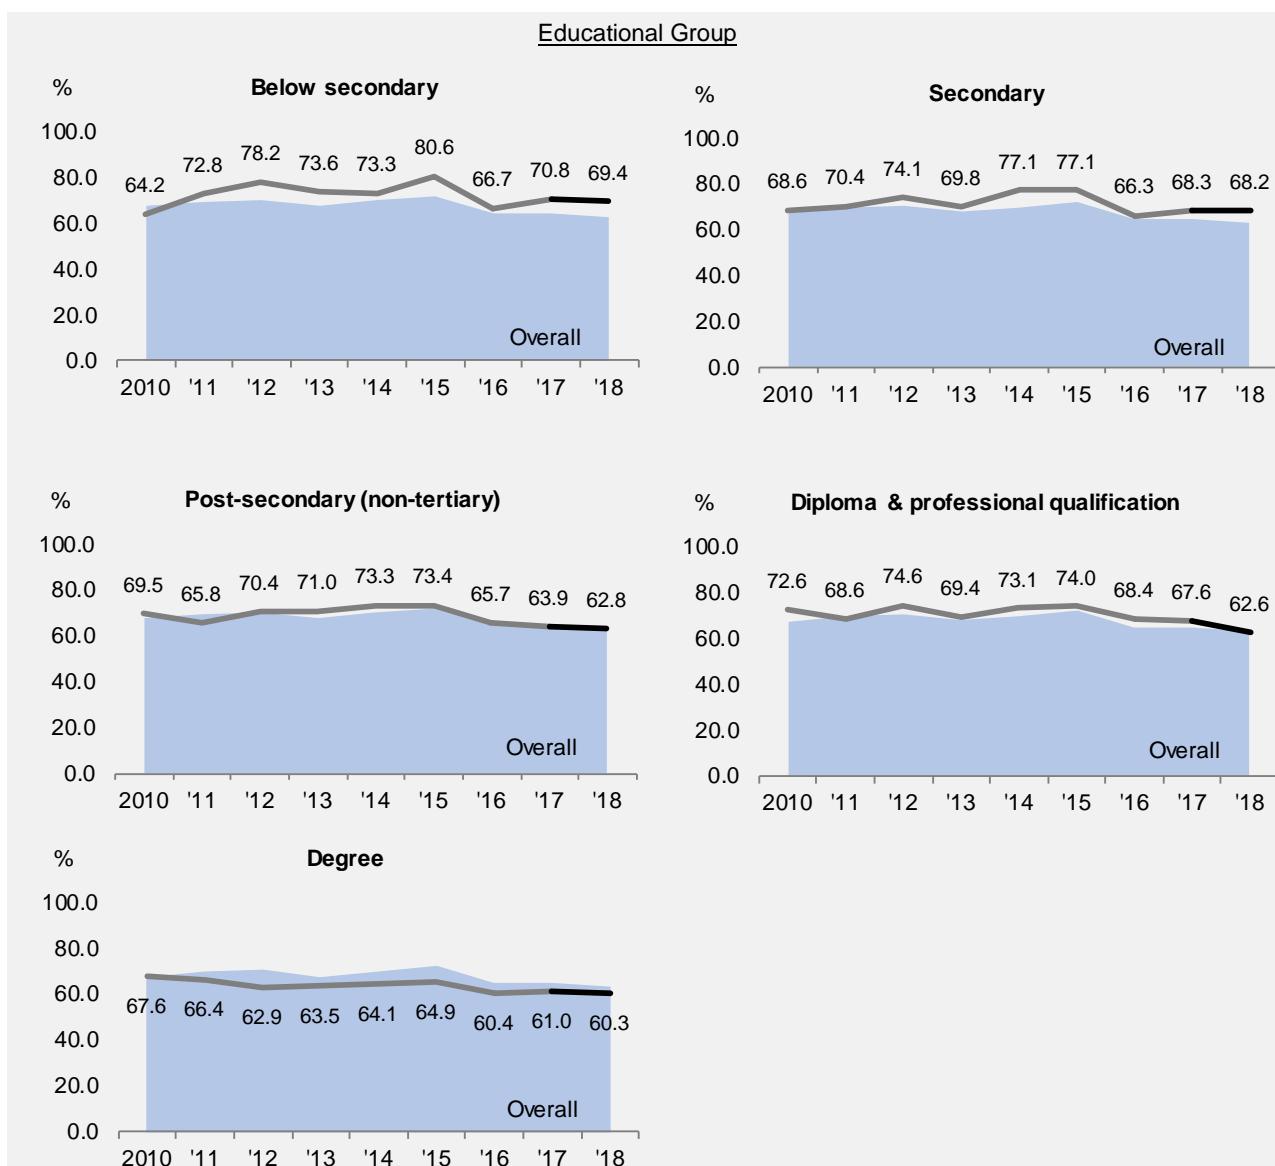 Educational Group
%
Below secondary
100.0
80.0
60.0
40.0
20.0
0.0
64.2 72.8 78.2 73.6 73.3 80.6 66.7 70.8 69.4
Overall
2010 '11 '12 '13 '14 '15 '16 '17 '18
%
Secondary
100.0
80.0
60.0
40.0
20.0
0.0
68.6 70.4 74.1 69.8 77.1 77.1 66.3 68.3 68.2
Overall
2010 '11 '12 '13 '14 '15 '16 '17 '18
%
Post-secondary (non-tertiary)
100.0
80.0
60.0
40.0
20.0
0.0
69.5 65.8 70.4 71.0 73.3 73.4 65.7 63.9 62.8
Overall
2010 '11 '12 '13 '14 '15 '16 '17 '18
%
Diploma & professional qualification
100.0
80.0
60.0
40.0
20.0
0.0
72.6 68.6 74.6 69.4 73.1 74.0 68.4 67.6 62.6
Overall
2010 '11 '12 '13 '14 '15 '16 '17 '18
%
Degree
100.0
80.0
60.0
40.0
20.0
0.0
67.6 66.4 62.9 63.5 64.1 64.9 60.4 61.0 60.3
Overall
2010 '11 '12 '13 '14 '15 '16 '17 '18